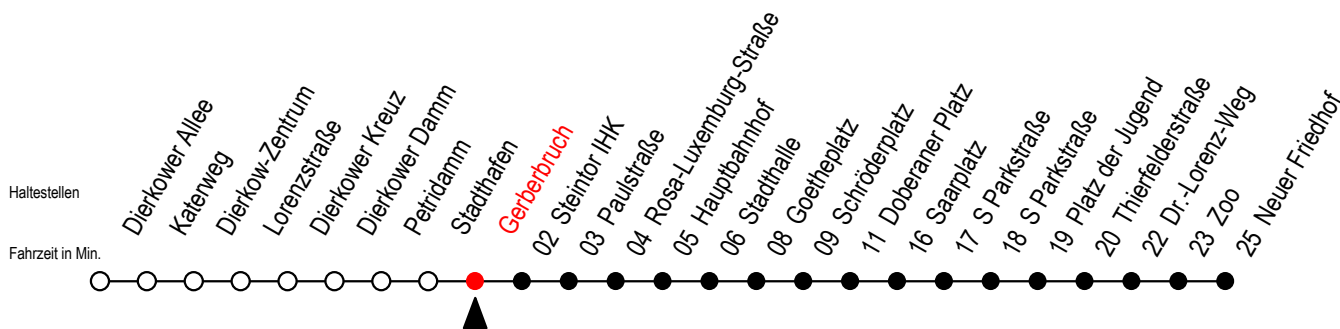 Haltestellen
Fahrzeit in Min.
Dierkower Allee
Katerweg
Dierkow-Zentrum
Lorenzstraße
Dierkower Kreuz
Dierkower Damm
Petridamm
Stadthafen
Gerberbruch
02 Steintor IHK
03 Paulstraße
04 Rosa-Luxemburg-Straße
05 Hauptbahnhof
06 Stadthalle
08 Goetheplatz
09 Schröderplatz
11 Doberaner Platz
16 Saarplatz
17 S Parkstraße
18 S Parkstraße
19 Platz der Jugend
20 Thierfelderstraße
22 Dr.-Lorenz-Weg
23 Zoo
25 Neuer Friedhof